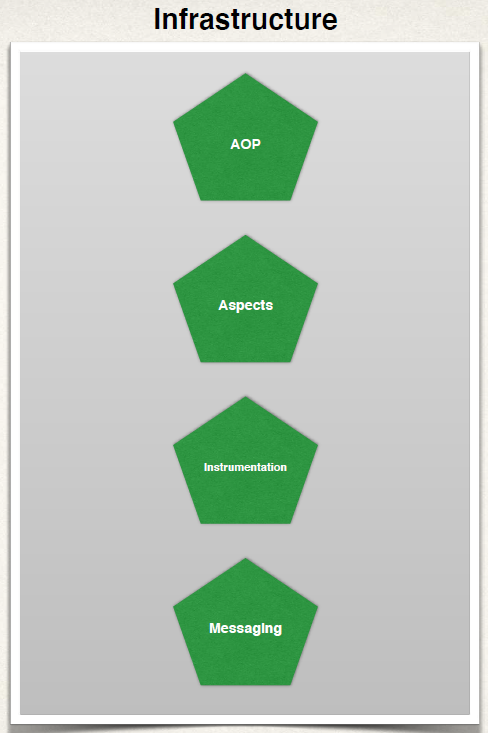 Infrastructure
AOP
Aspects
Instrumentation
Messaging